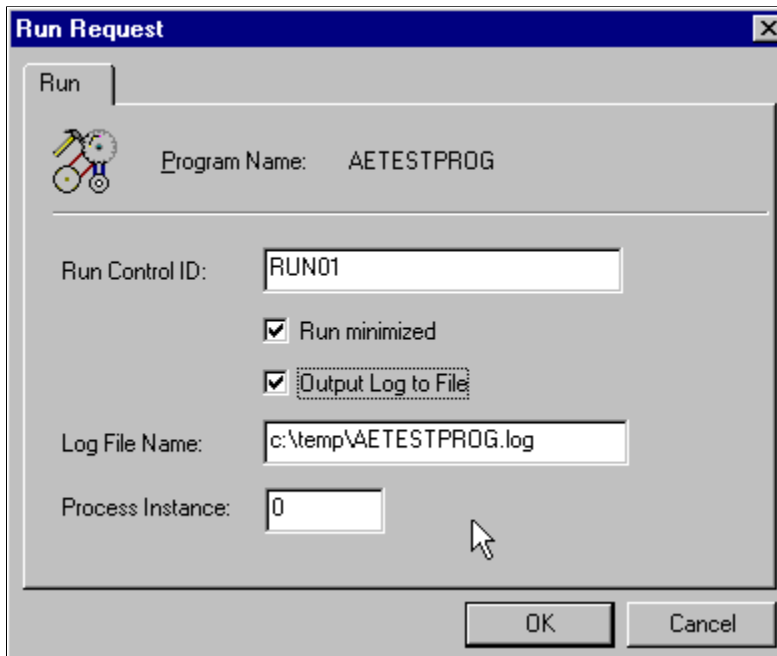 Run Request
Run
Program Name: AETESTPROG
Run Control ID: RUN01
Run minimized
Output Log to File
Log File Name: c:\temp\AETESTPROG.log
Process Instance: 0
OK Cancel